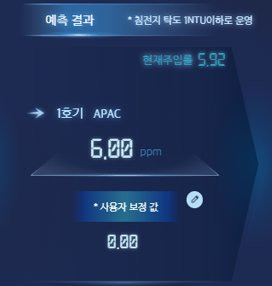 예측 결과 * 침전지 탁도 1NTU이하로 운영
현재주입률 5.92
1호기 APAC
6.00 ppm
* 사용자 보정 값
0.00